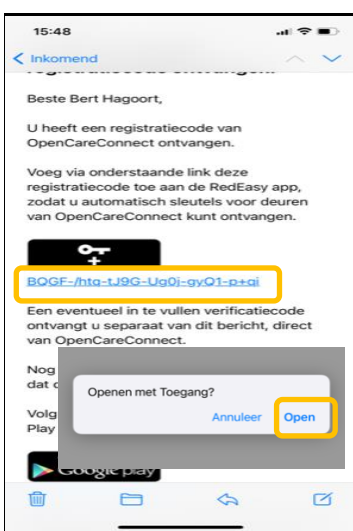 15:48
Inkomend
registratiecode ontvangen.
Beste Bert Hagoort,
U heeft een registratiecode van
OpenCareConnect ontvangen.
Voeg via onderstaande link deze
registratiecode toe aan de RedEasy app,
zodat u automatisch sleutels voor deuren
van OpenCareConnect kunt ontvangen.
BQGF-/htq-tJ9G-Ug0j-gyQ1-p+qi
Een eventueel in te vullen verificatiecode
ontvangt u separaat van dit bericht, direct
van OpenCareConnect.
Nog
dat
Openen met Toegang?
Annuleer Open
Volg
Play
Google play